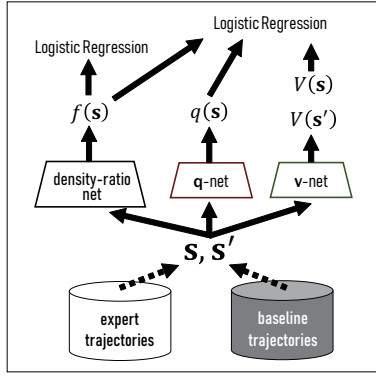 Logistic Regression
Logistic Regression
V(s)
f(s)
q(s)
V(s′)
density-ratio
net
q-net
v-net
s, s′
expert
trajectories
baseline
trajectories